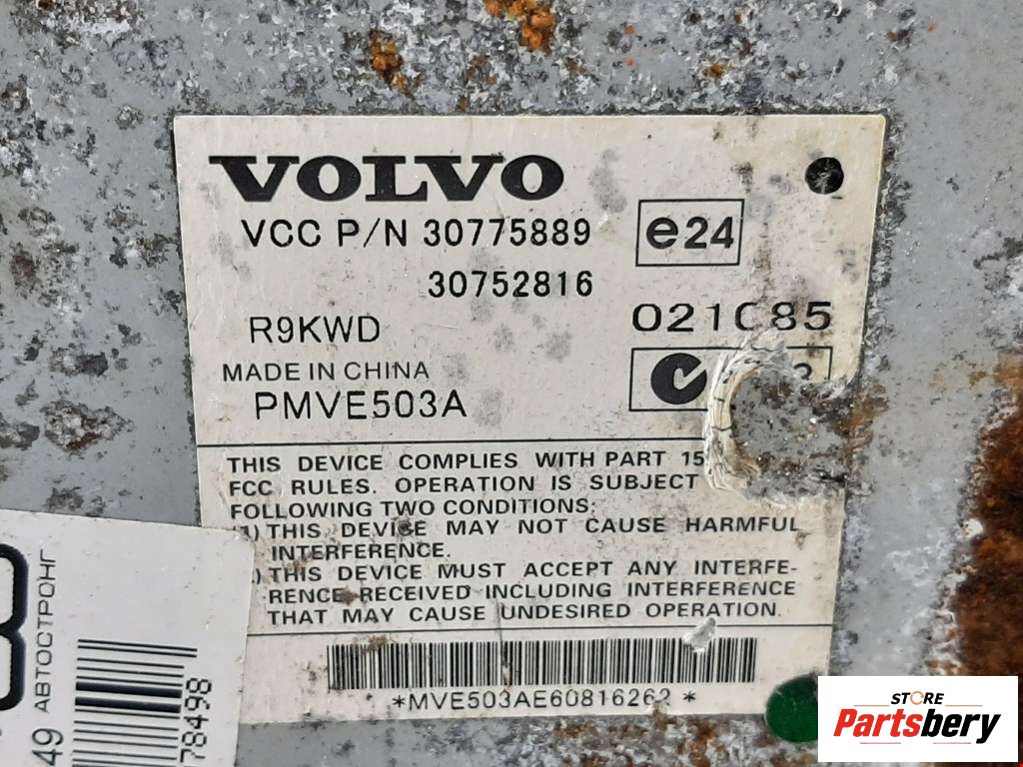 VOLVO
VCC P/N 30775889
e24
30752816
R9KWD
021C85
MADE IN CHINA
PMVE503A
THIS DEVICE COMPLIES WITH PART 15
FCC RULES. OPERATION IS SUBJECT
FOLLOWING TWO CONDITIONS:
THIS DEVICE MAY NOT CAUSE HARMFUL
INTERFERENCE.
THIS DEVICE MUST ACCEPT ANY INTERFE-
RENCE RECEIVED INCLUDING INTERFERENCE
THAT MAY CAUSE UNDESIRED OPERATION.
*MVE503AE60816262*
49 АВТОСТРОНГ
78498
STORE
Partsbery